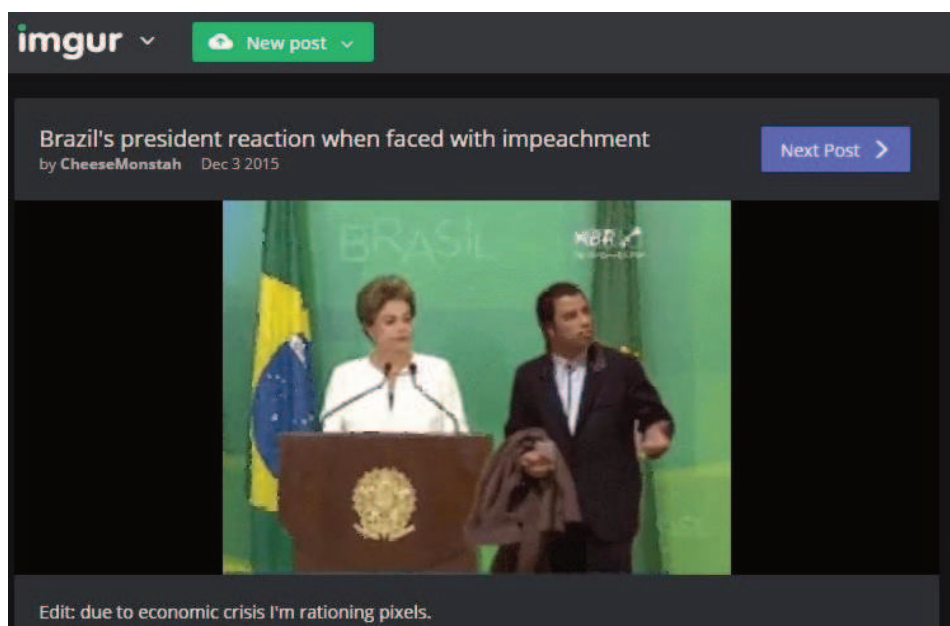 imgur
New post
Brazil's president reaction when faced with impeachment
by CheeseMonstah Dec 3 2015
Next Post
BRASIL
NBR
Edit: due to economic crisis I'm rationing pixels.